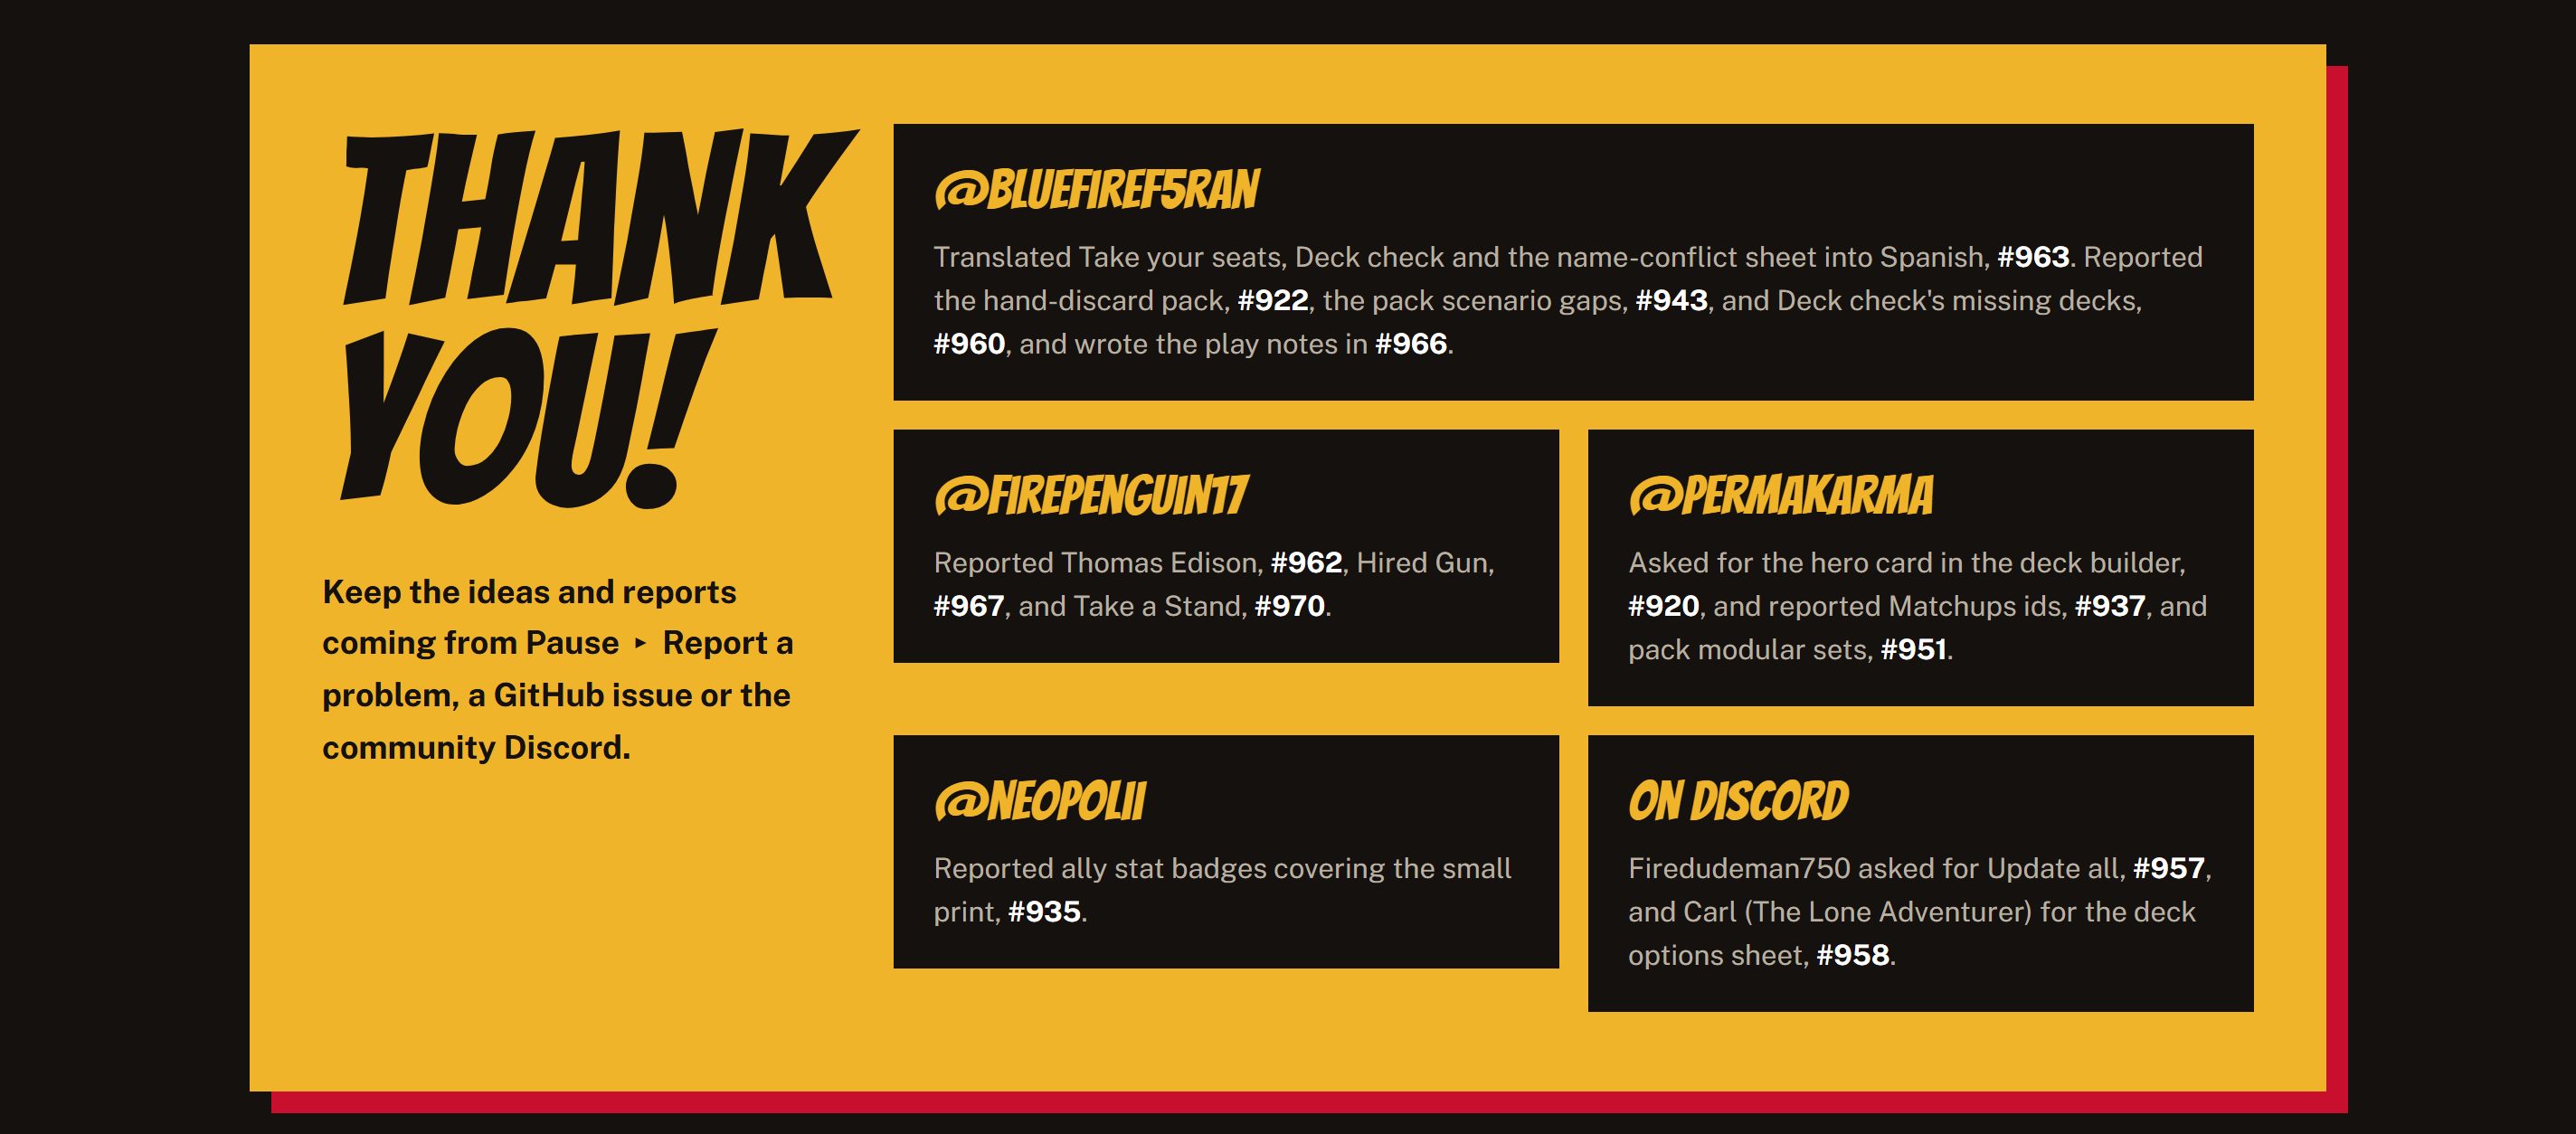 THANK
YOU!
Keep the ideas and reports
coming from Pause ▸ Report a
problem, a GitHub issue or the
community Discord.
@BLUEFIREF5RAN
Translated Take your seats, Deck check and the name-conflict sheet into Spanish, #963. Reported
the hand-discard pack, #922, the pack scenario gaps, #943, and Deck check's missing decks,
#960, and wrote the play notes in #966.
@FIREPENGUIN17
Reported Thomas Edison, #962, Hired Gun,
#967, and Take a Stand, #970.
@PERMAKARMA
Asked for the hero card in the deck builder,
#920, and reported Matchups ids, #937, and
pack modular sets, #951.
@NEOPOLII
Reported ally stat badges covering the small
print, #935.
ON DISCORD
Firedudeman750 asked for Update all, #957,
and Carl (The Lone Adventurer) for the deck
options sheet, #958.